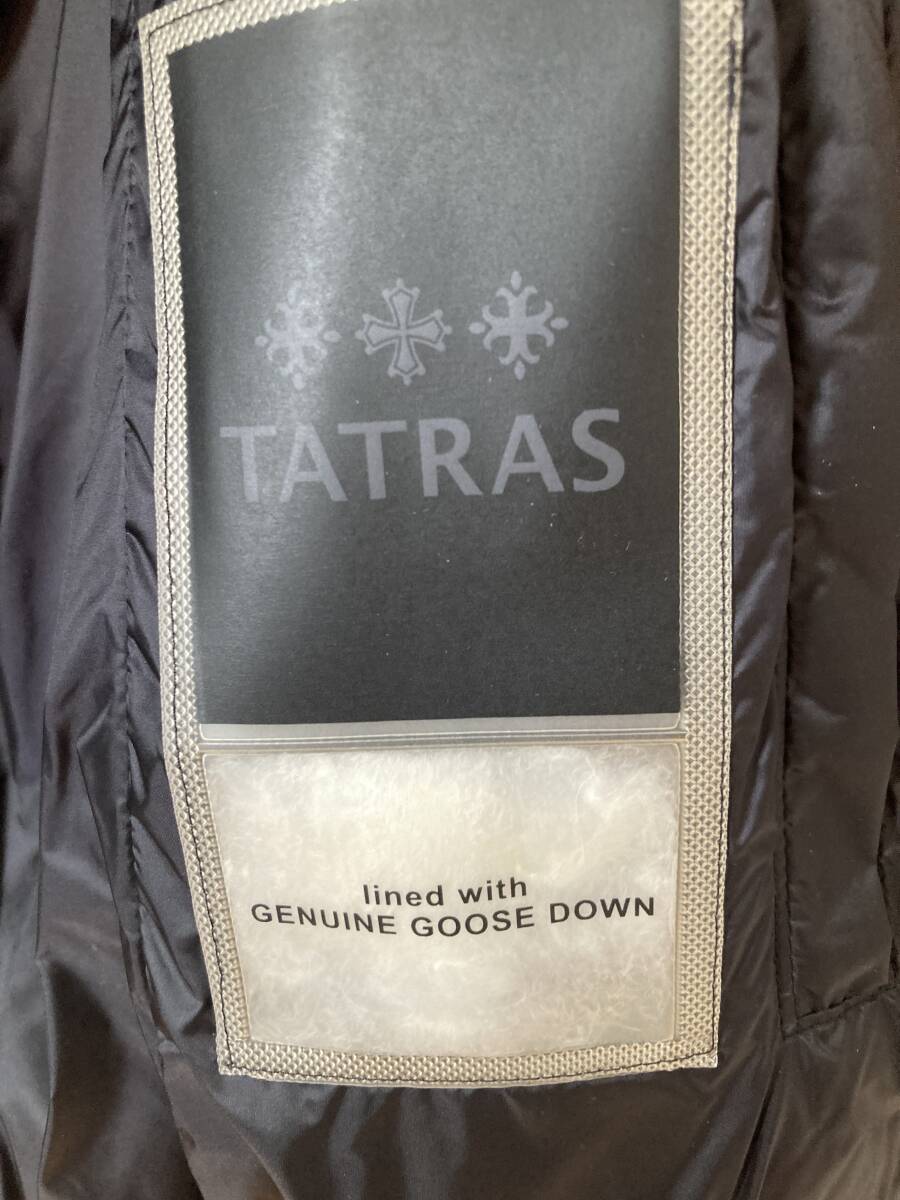 TATRAS
lined with
GENUINE GOOSE DOWN